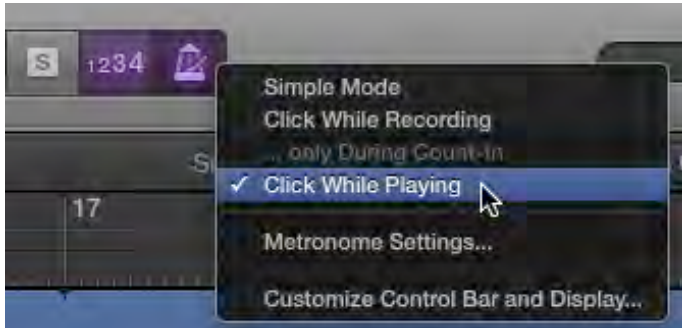 S
1234
Simple Mode
Click While Recording
... only During Count-In
✓ Click While Playing
17
Metronome Settings...
Customize Control Bar and Display...